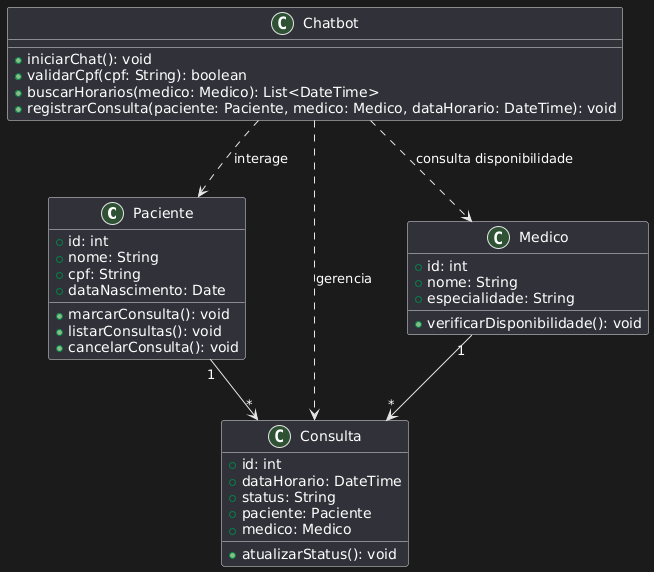 C Chatbot
iniciarChat(): void
validarCpf(cpf: String): boolean
buscarHorarios(medico: Medico): List<DateTime>
registrarConsulta(paciente: Paciente, medico: Medico, dataHorario: DateTime): void
interage
consulta disponibilidade
gerencia
C Paciente
id: int
nome: String
cpf: String
dataNascimento: Date
marcarConsulta(): void
listarConsultas(): void
cancelarConsulta(): void
C Medico
id: int
nome: String
especialidade: String
verificarDisponibilidade(): void
1
*
1
*
C Consulta
id: int
dataHorario: DateTime
status: String
paciente: Paciente
medico: Medico
atualizarStatus(): void